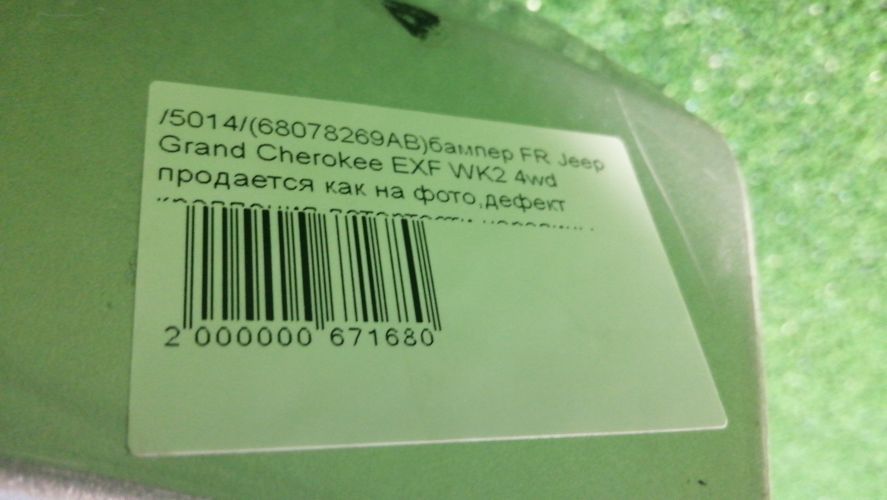 /5014/(68078269AB)бампер FR Jeep
Grand Cherokee EXF WK2 4wd
продается как на фото,дефект
2 000000 671680